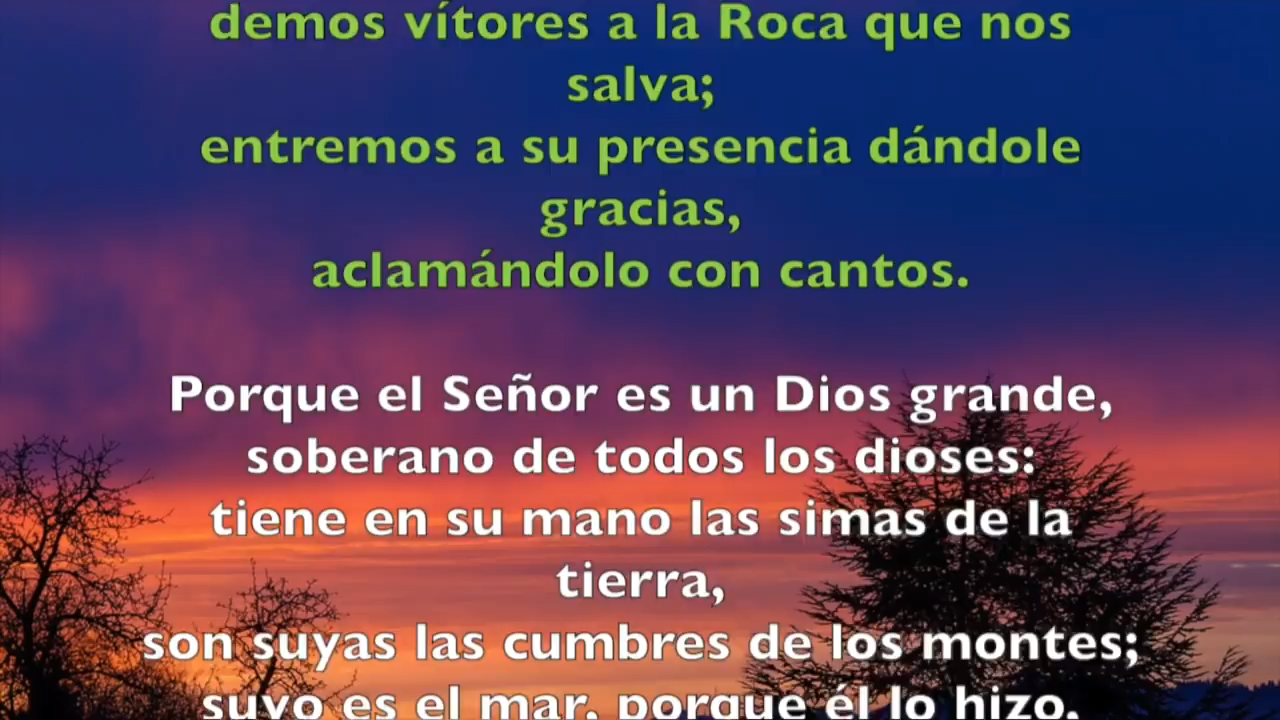 demos vítores a la Roca que nos
salva;
entremos a su presencia dándole
gracias,
aclamándolo con cantos.
Porque el Señor es un Dios grande,
soberano de todos los dioses:
tiene en su mano las simas de la
tierra,
son suyas las cumbres de los montes;
suyo es el mar, porque él lo hizo,